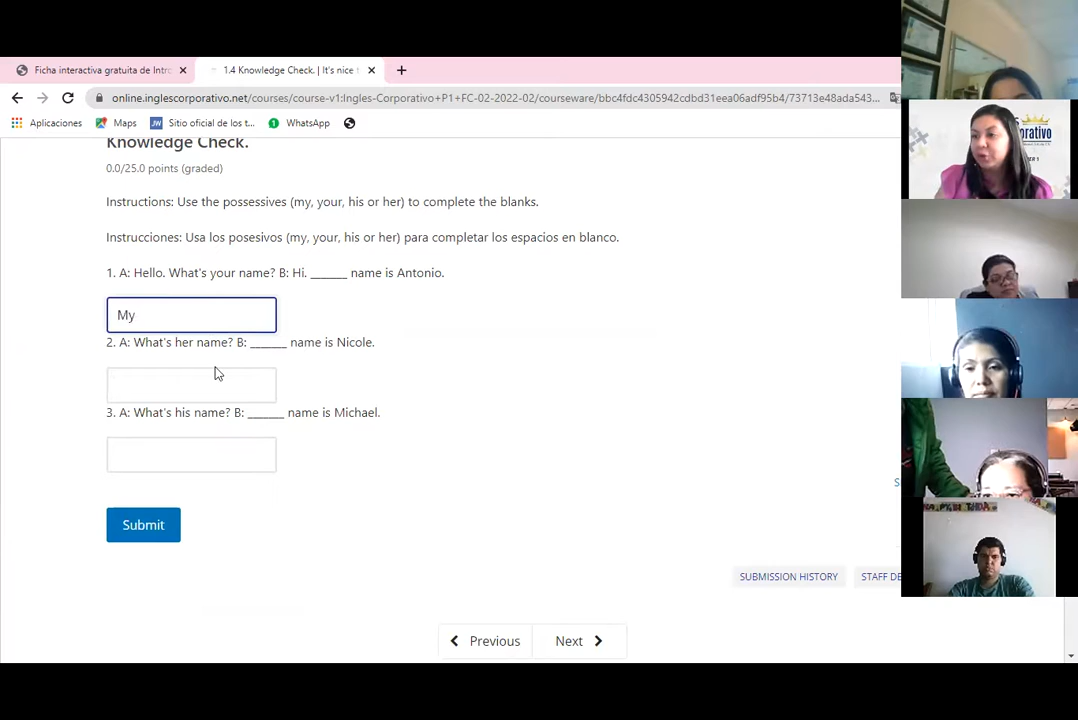 Ficha interactiva gratuita de Intro
1.4 Knowledge Check. | It's nice t
online.inglescorporativo.net/courses/course-v1:Ingles-Corporativo+P1+FC-02-2022-02/courseware/bbc4fdc4305942cdbd31eea06adf95b4/73713e48ada543...
Aplicaciones
Maps
Sitio oficial de los t...
WhatsApp
Knowledge Check.
0.0/25.0 points (graded)
Instructions: Use the possessives (my, your, his or her) to complete the blanks.
Instrucciones: Usa los posesivos (my, your, his or her) para completar los espacios en blanco.
1. A: Hello. What's your name? B: Hi. ______ name is Antonio.
My
2. A: What's her name? B: ______ name is Nicole.
3. A: What's his name? B: ______ name is Michael.
Submit
SUBMISSION HISTORY
STAFF DE
Previous
Next